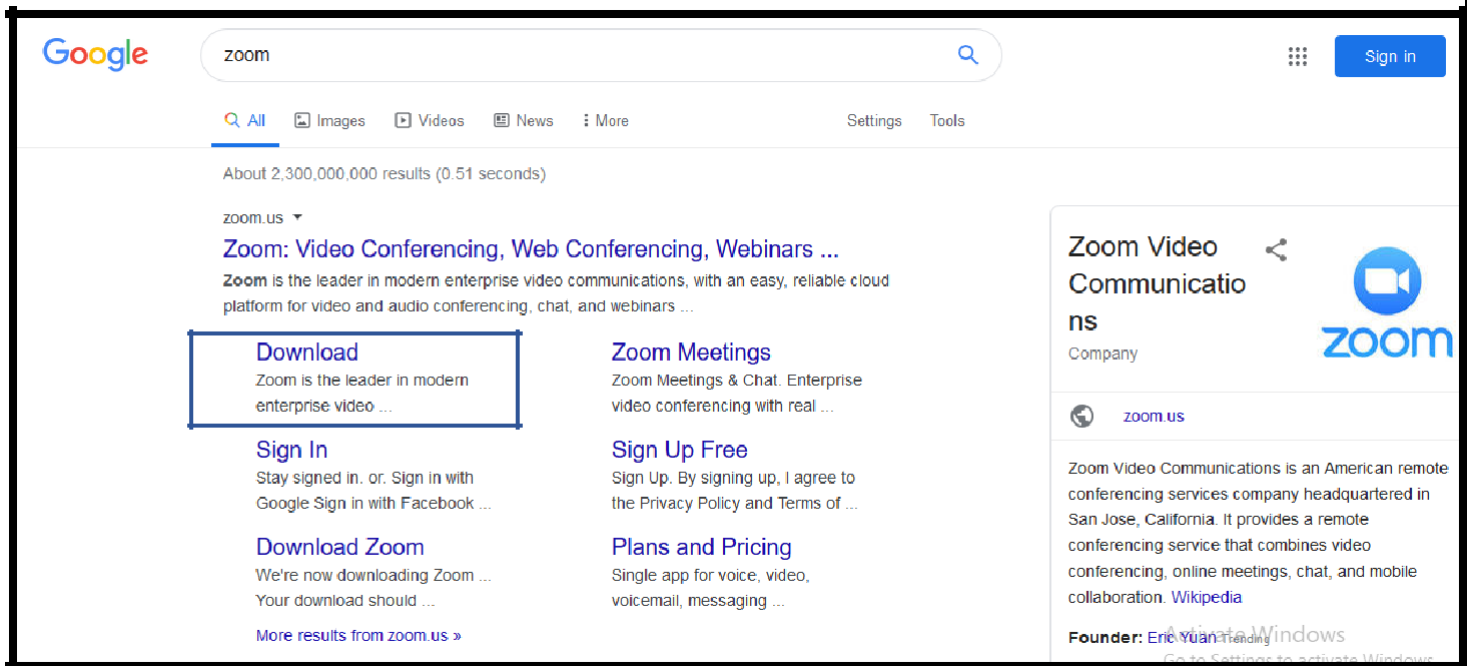 Google
zoom
Sign in
All Images Videos News More Settings Tools
About 2,300,000,000 results (0.51 seconds)
zoom.us
Zoom: Video Conferencing, Web Conferencing, Webinars ...
Zoom is the leader in modern enterprise video communications, with an easy, reliable cloud
platform for video and audio conferencing, chat, and webinars ...
Download
Zoom is the leader in modern
enterprise video ...
Zoom Meetings
Zoom Meetings & Chat. Enterprise
video conferencing with real ...
Sign In
Stay signed in. or. Sign in with
Google Sign in with Facebook ...
Sign Up Free
Sign Up. By signing up, I agree to
the Privacy Policy and Terms of ...
Download Zoom
We're now downloading Zoom ...
Your download should ...
Plans and Pricing
Single app for voice, video,
voicemail, messaging ...
More results from zoom.us »
Zoom Video
Communicatio
ns
Company
zoom
zoom.us
Zoom Video Communications is an American remote
conferencing services company headquartered in
San Jose, California. It provides a remote
conferencing service that combines video
conferencing, online meetings, chat, and mobile
collaboration. Wikipedia
Founder: Eric Yuan Trending
Activate Windows
Go to Settings to activate Windows.